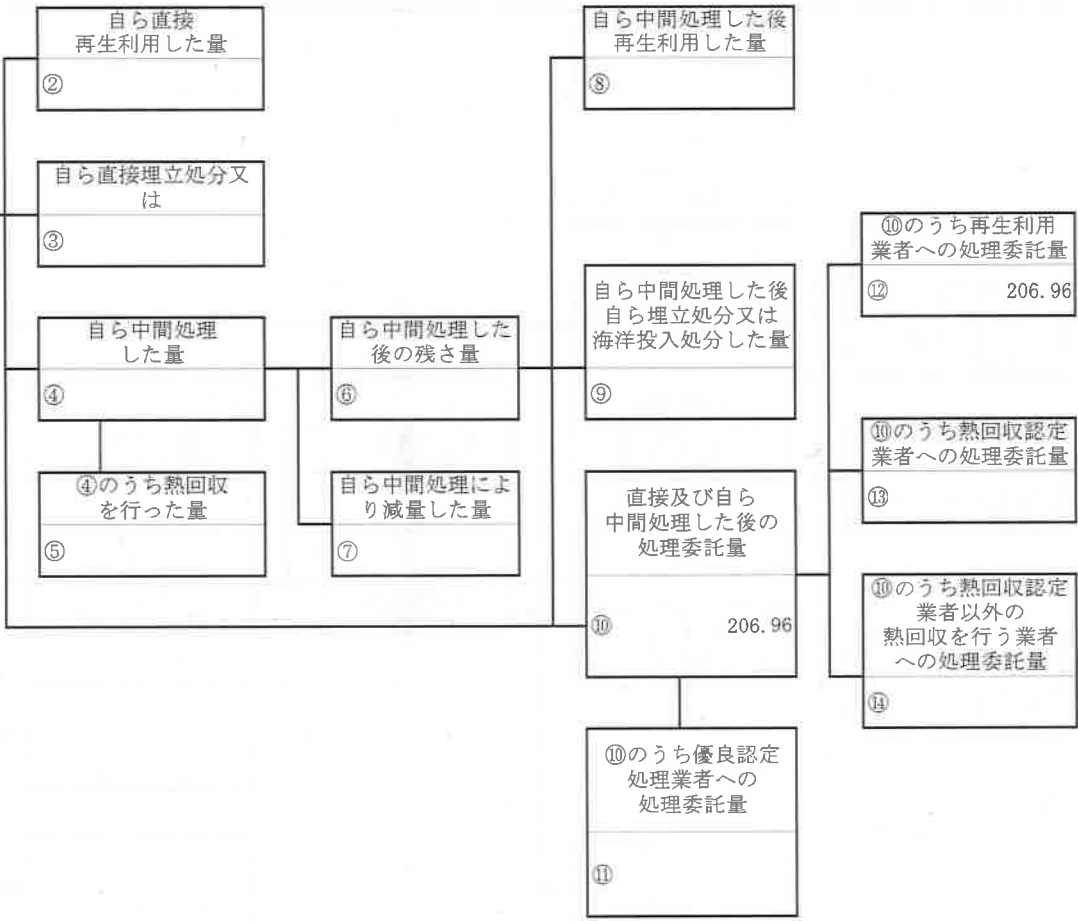 自ら直接
再生利用した量
②
自ら直接埋立処分又
は
③
自ら中間処理
した量
④
④のうち熱回収
を行った量
⑤
自ら中間処理した
後の残さ量
⑥
自ら中間処理によ
り減量した量
⑦
自ら中間処理した後
再生利用した量
⑧
自ら中間処理した後
自ら埋立処分又は
海洋投入処分した量
⑨
直接及び自ら
中間処理した後の
処理委託量
⑩ 206.96
⑩のうち優良認定
処理業者への
処理委託量
⑪
⑩のうち再生利用
業者への処理委託量
⑫ 206.96
⑩のうち熱回収認定
業者への処理委託量
⑬
⑩のうち熱回収認定
業者以外の
熱回収を行う業者
への処理委託量
⑭